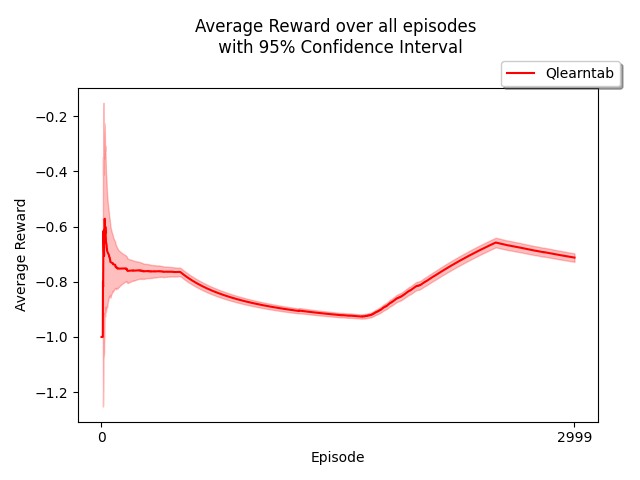 Average Reward over all episodes
with 95% Confidence Interval
Qlearntab
−0.2
−0.4
−0.6
−0.8
−1.0
−1.2
Average Reward
0
2999
Episode